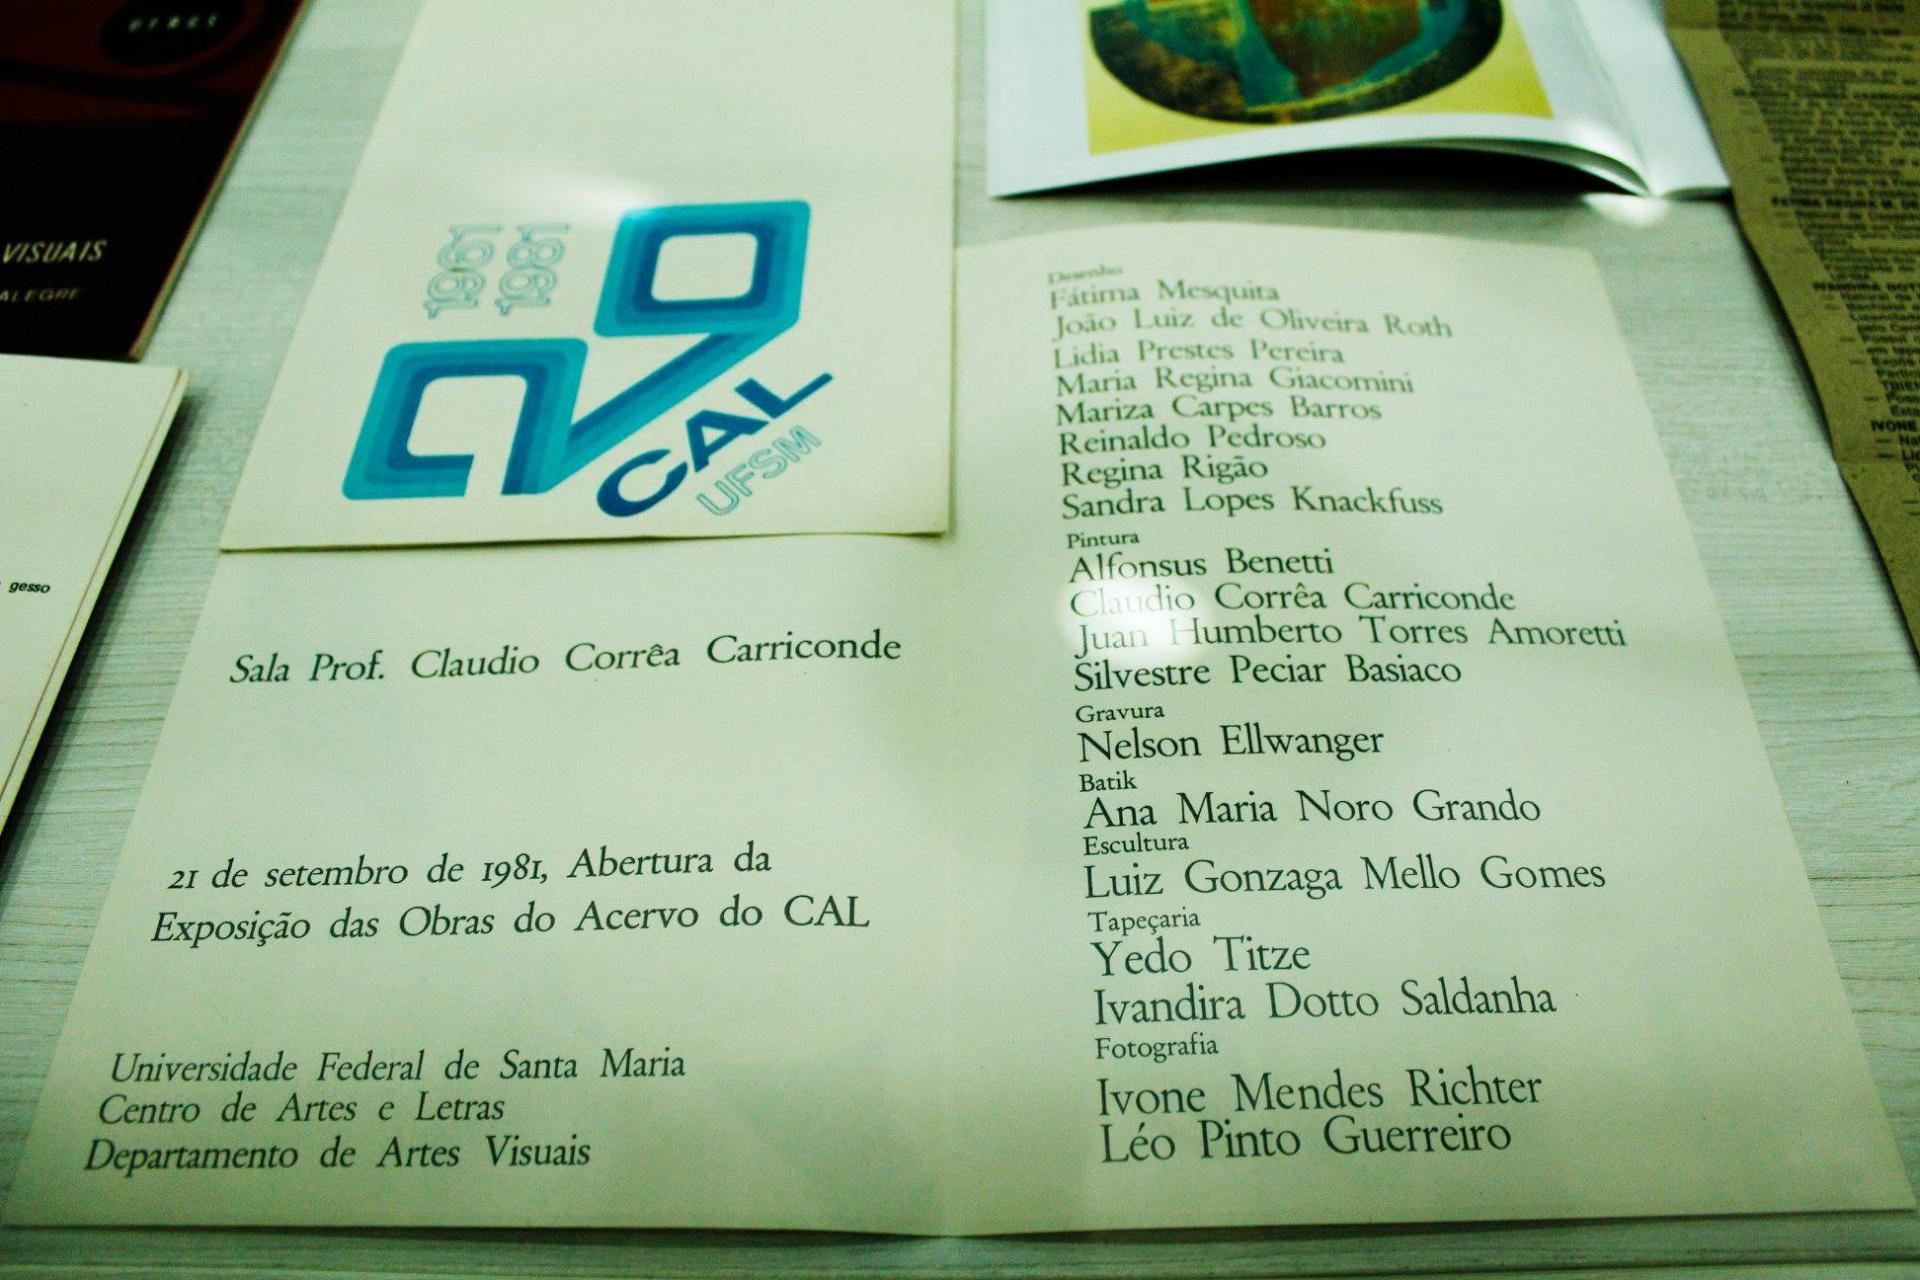 UFRGS
VISUAIS
ALEGRE
gesso
1961
1981
20
CAL
UFSM
Sala Prof. Claudio Corrêa Carriconde
21 de setembro de 1981, Abertura da
Exposição das Obras do Acervo do CAL
Universidade Federal de Santa Maria
Centro de Artes e Letras
Departamento de Artes Visuais
Desenho
Fátima Mesquita
João Luiz de Oliveira Roth
Lidia Prestes Pereira
Maria Regina Giacomini
Mariza Carpes Barros
Reinaldo Pedroso
Regina Rigão
Sandra Lopes Knackfuss
Pintura
Alfonsus Benetti
Claudio Corrêa Carriconde
Juan Humberto Torres Amoretti
Silvestre Peciar Basiaco
Gravura
Nelson Ellwanger
Batik
Ana Maria Noro Grando
Escultura
Luiz Gonzaga Mello Gomes
Tapeçaria
Yedo Titze
Ivandira Dotto Saldanha
Fotografia
Ivone Mendes Richter
Léo Pinto Guerreiro
IVONE